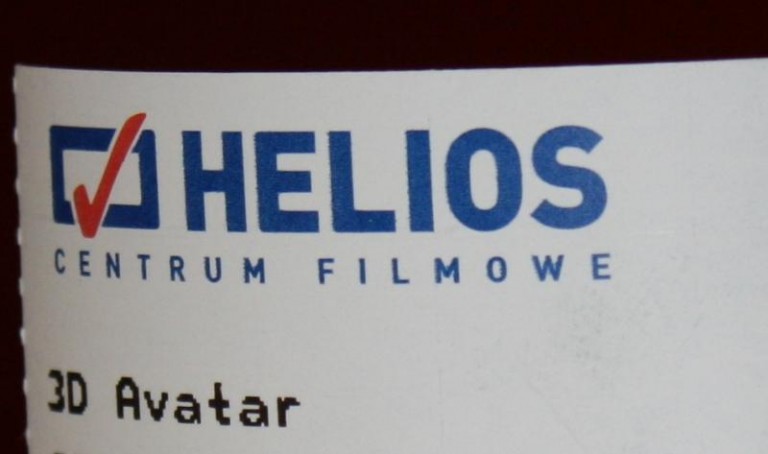 HELIOS
CENTRUM FILMOWE
3D Avatar